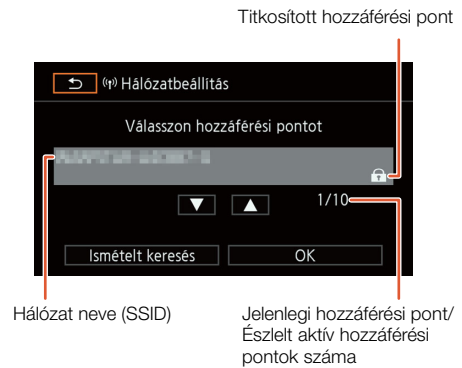 Titkosított hozzáférési pont
Hálózatbeállítás
Válasszon hozzáférési pontot
1/10
Ismételt keresés
OK
Hálózat neve (SSID)
Jelenlegi hozzáférési pont/
Észlelt aktív hozzáférési
pontok száma